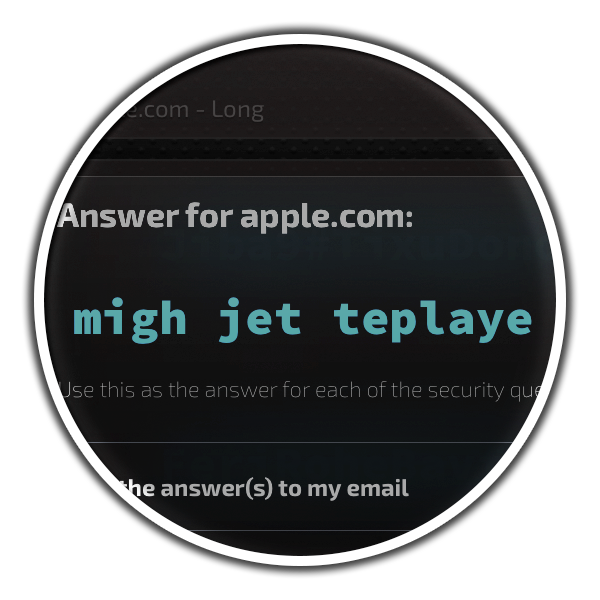 e.com - Long
Answer for apple.com:
migh jet teplaye
Use this as the answer for each of the security que
the answer(s) to my email